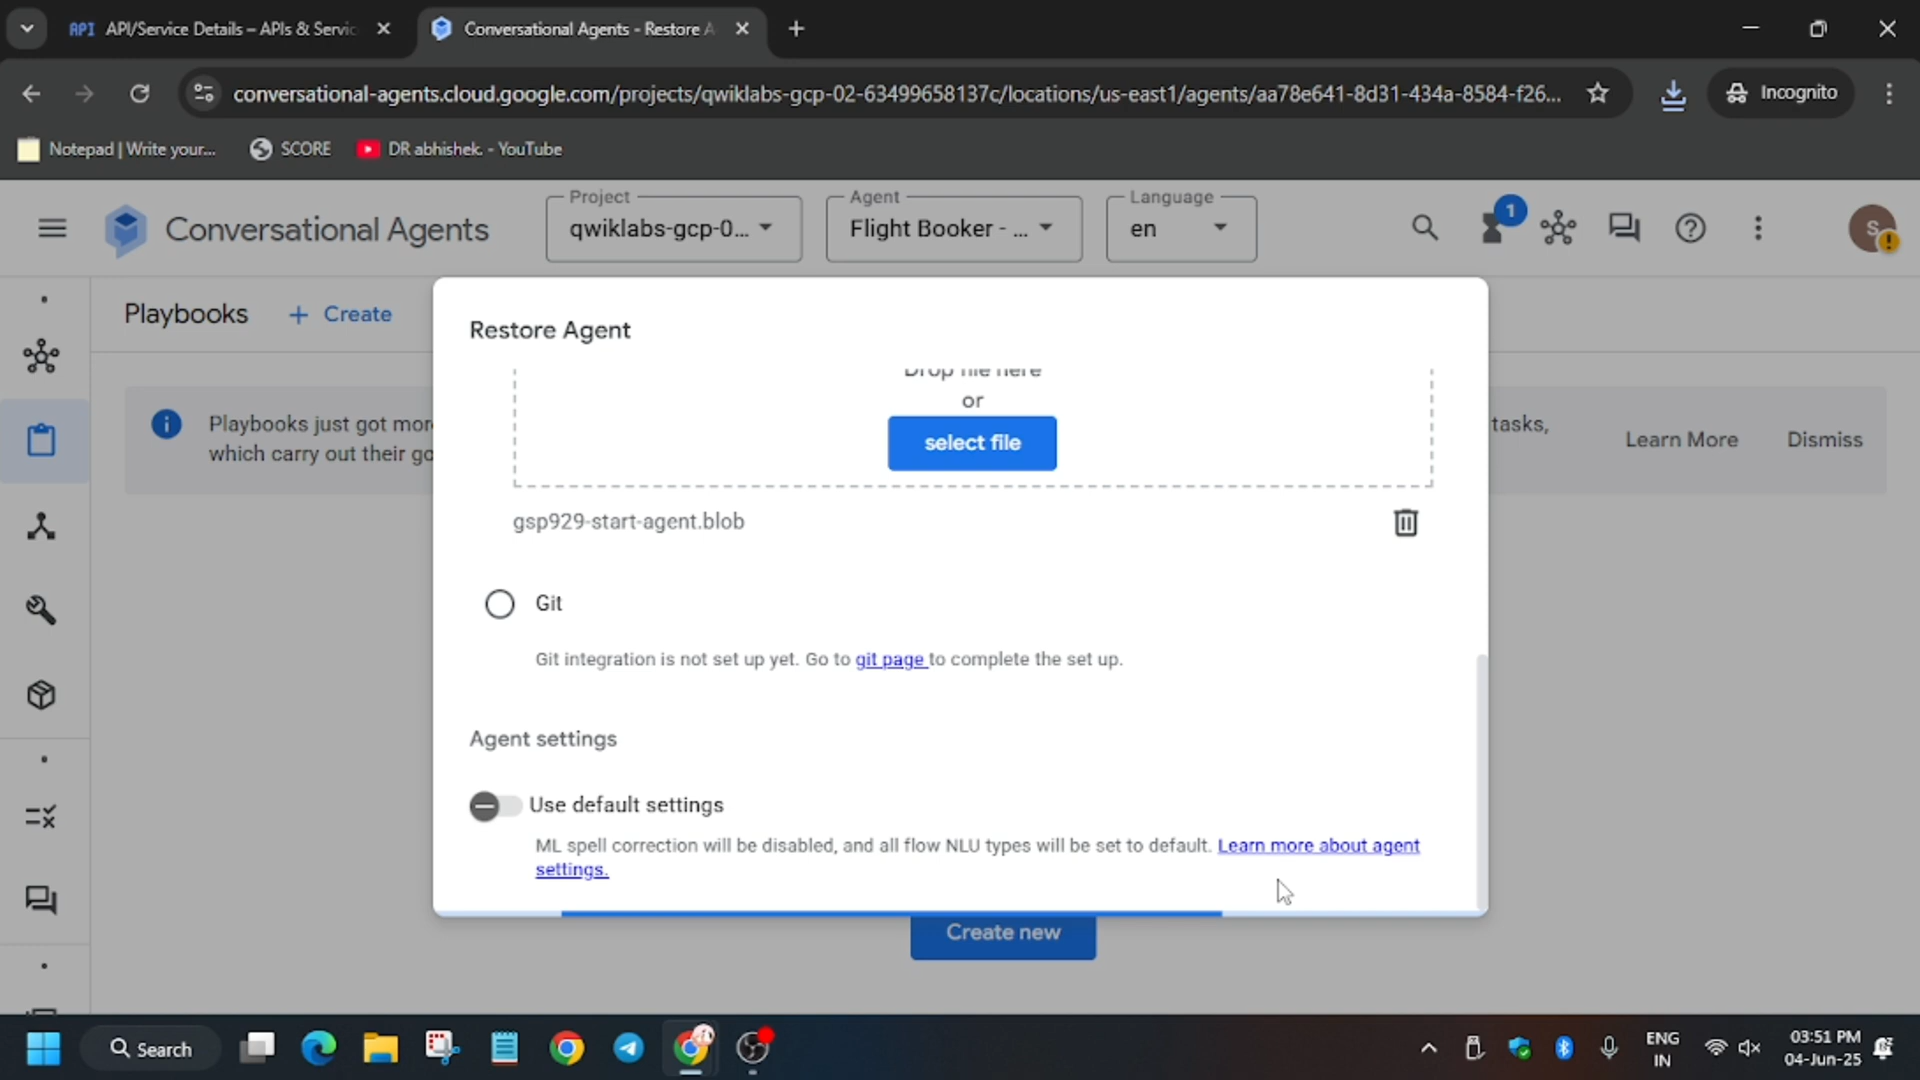 API API/Service Details – APIs & Servic
Conversational Agents - Restore A
conversational-agents.cloud.google.com/projects/qwiklabs-gcp-02-63499658137c/locations/us-east1/agents/aa78e641-8d31-434a-8584-f26...
Incognito
Notepad | Write your...
SCORE
DR abhishek. - YouTube
Conversational Agents
Project
qwiklabs-gcp-0...
Agent
Flight Booker - ...
Language
en
1
S
Playbooks
+ Create
Playbooks just got mor
which carry out their go
tasks,
Learn More
Dismiss
Restore Agent
Drop file here
or
select file
gsp929-start-agent.blob
Git
Git integration is not set up yet. Go to git page to complete the set up.
Agent settings
Use default settings
ML spell correction will be disabled, and all flow NLU types will be set to default. Learn more about agent
settings.
Create new
Search
ENG
IN
03:51 PM
04-Jun-25